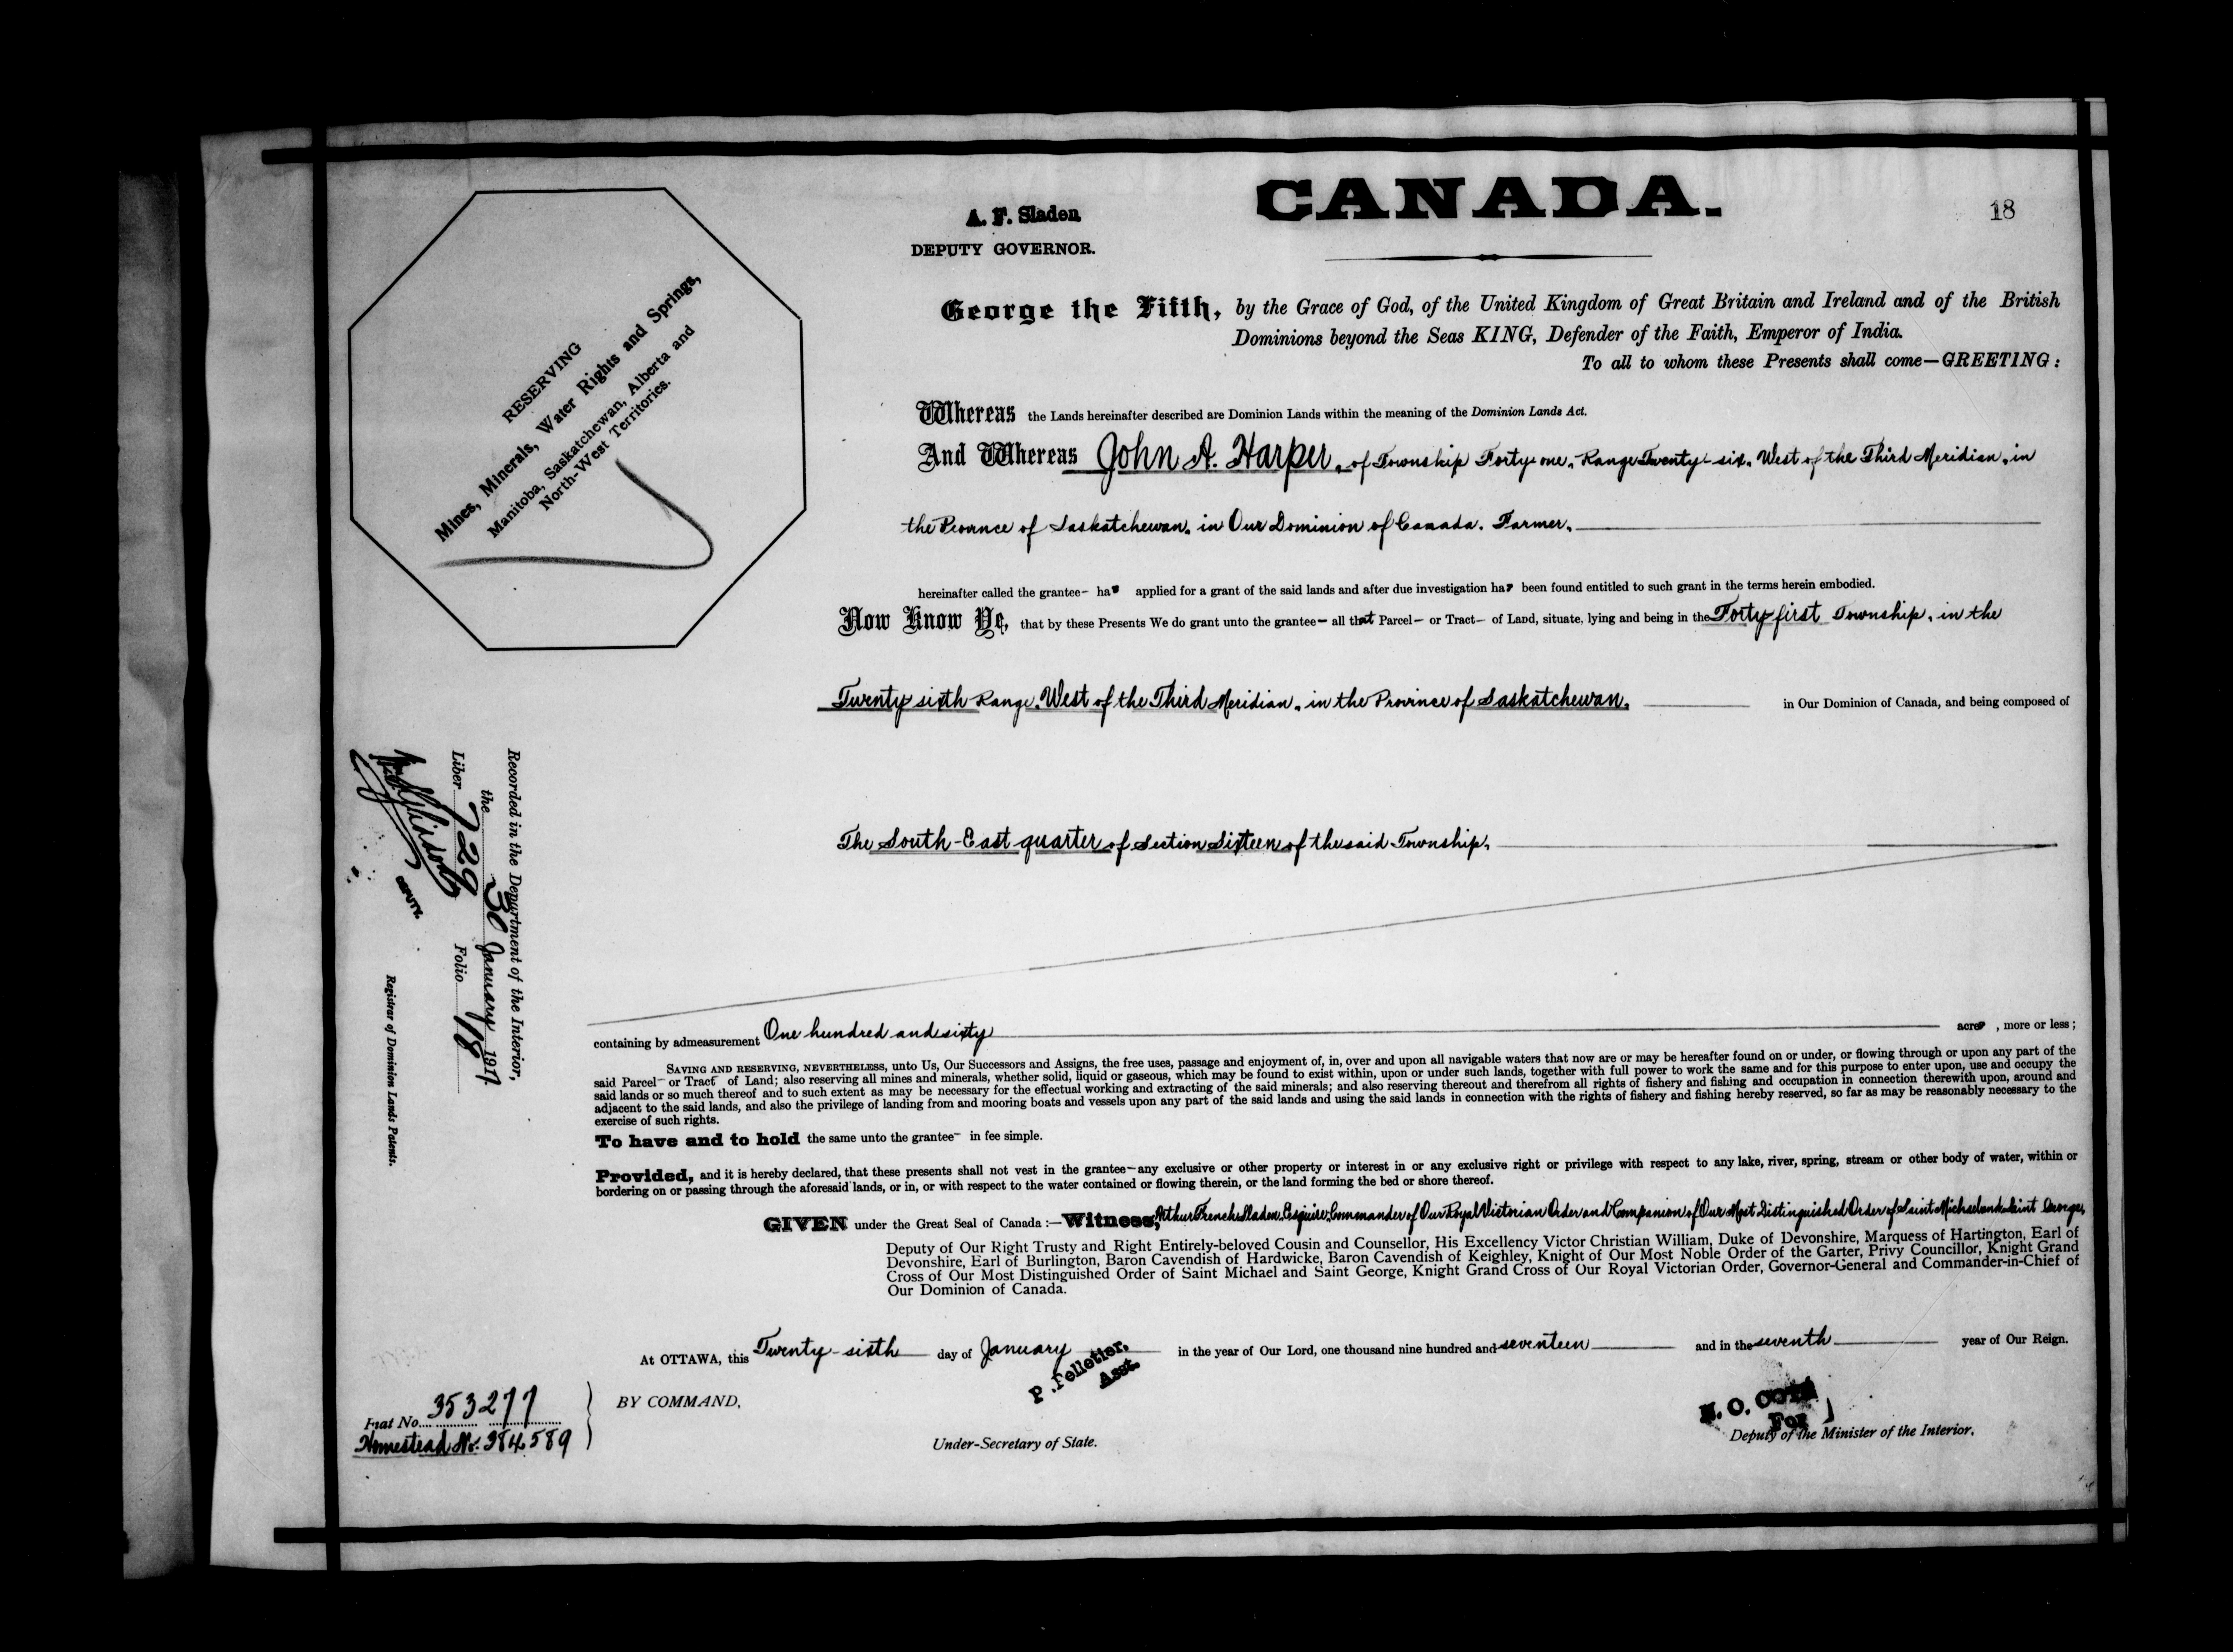 CANADA.
18
A. F. Sladen
DEPUTY GOVERNOR.
George the Fifth, by the Grace of God, of the United Kingdom of Great Britain and Ireland and of the British
Dominions beyond the Seas KING, Defender of the Faith, Emperor of India.
To all to whom these Presents shall come—GREETING:
RESERVING
Mines, Minerals, Water Rights and Springs,
Manitoba, Saskatchewan, Alberta and
North-West Territories.
Whereas the Lands hereinafter described are Dominion Lands within the meaning of the Dominion Lands Act.
And Whereas John A. Harper, of Township Forty-one, Range Twenty-six, West of the Third Meridian, in
the Province of Saskatchewan, in Our Dominion of Canada. Farmer,
hereinafter called the grantee- has applied for a grant of the said lands and after due investigation has been found entitled to such grant in the terms herein embodied.
Now Know Ye, that by these Presents We do grant unto the grantee— all that Parcel— or Tract— of Land, situate, lying and being in the Forty first Township, in the
Twenty sixth Range, West of the Third Meridian, in the Province of Saskatchewan, in Our Dominion of Canada, and being composed of
The South-East quarter of Section Sixteen of the said Township,
Recorded in the Department of the Interior,
the 30 January 1917
Liber 729 Folio 18
DEPUTY.
Registrar of Dominion Lands Patents.
containing by admeasurement One hundred and sixty acres , more or less;
SAVING AND RESERVING, NEVERTHELESS, unto Us, Our Successors and Assigns, the free uses, passage and enjoyment of, in, over and upon all navigable waters that now are or may be hereafter found on or under, or flowing through or upon any part of the
said Parcel— or Tract— of Land; also reserving all mines and minerals, whether solid, liquid or gaseous, which may be found to exist within, upon or under such lands, together with full power to work the same and for this purpose to enter upon, use and occupy the
said lands or so much thereof and to such extent as may be necessary for the effectual working and extracting of the said minerals; and also reserving thereout and therefrom all rights of fishery and fishing and occupation in connection therewith upon, around and
adjacent to the said lands, and also the privilege of landing from and mooring boats and vessels upon any part of the said lands and using the said lands in connection with the rights of fishery and fishing hereby reserved, so far as may be reasonably necessary to the
exercise of such rights.
To have and to hold the same unto the grantee— in fee simple.
Provided, and it is hereby declared, that these presents shall not vest in the grantee—any exclusive or other property or interest in or any exclusive right or privilege with respect to any lake, river, spring, stream or other body of water, within or
bordering on or passing through the aforesaid lands, or in, or with respect to the water contained or flowing therein, or the land forming the bed or shore thereof.
GIVEN under the Great Seal of Canada :—Witness, Arthur French Sladen, Esquire, Commander of Our Royal Victorian Order and Companion of Our Most Distinguished Order of Saint Michael and Saint George,
Deputy of Our Right Trusty and Right Entirely-beloved Cousin and Counsellor, His Excellency Victor Christian William, Duke of Devonshire, Marquess of Hartington, Earl of
Devonshire, Earl of Burlington, Baron Cavendish of Hardwicke, Baron Cavendish of Keighley, Knight of Our Most Noble Order of the Garter, Privy Councillor, Knight Grand
Cross of Our Most Distinguished Order of Saint Michael and Saint George, Knight Grand Cross of Our Royal Victorian Order, Governor-General and Commander-in-Chief of
Our Dominion of Canada.
At OTTAWA, this Twenty-sixth day of January in the year of Our Lord, one thousand nine hundred and seventeen and in the seventh year of Our Reign.
P. Pelletier,
Asst.
BY COMMAND,
N. O. COTE
For
Under-Secretary of State.
Deputy of the Minister of the Interior.
Fiat No. 353277
Homestead No. 384589